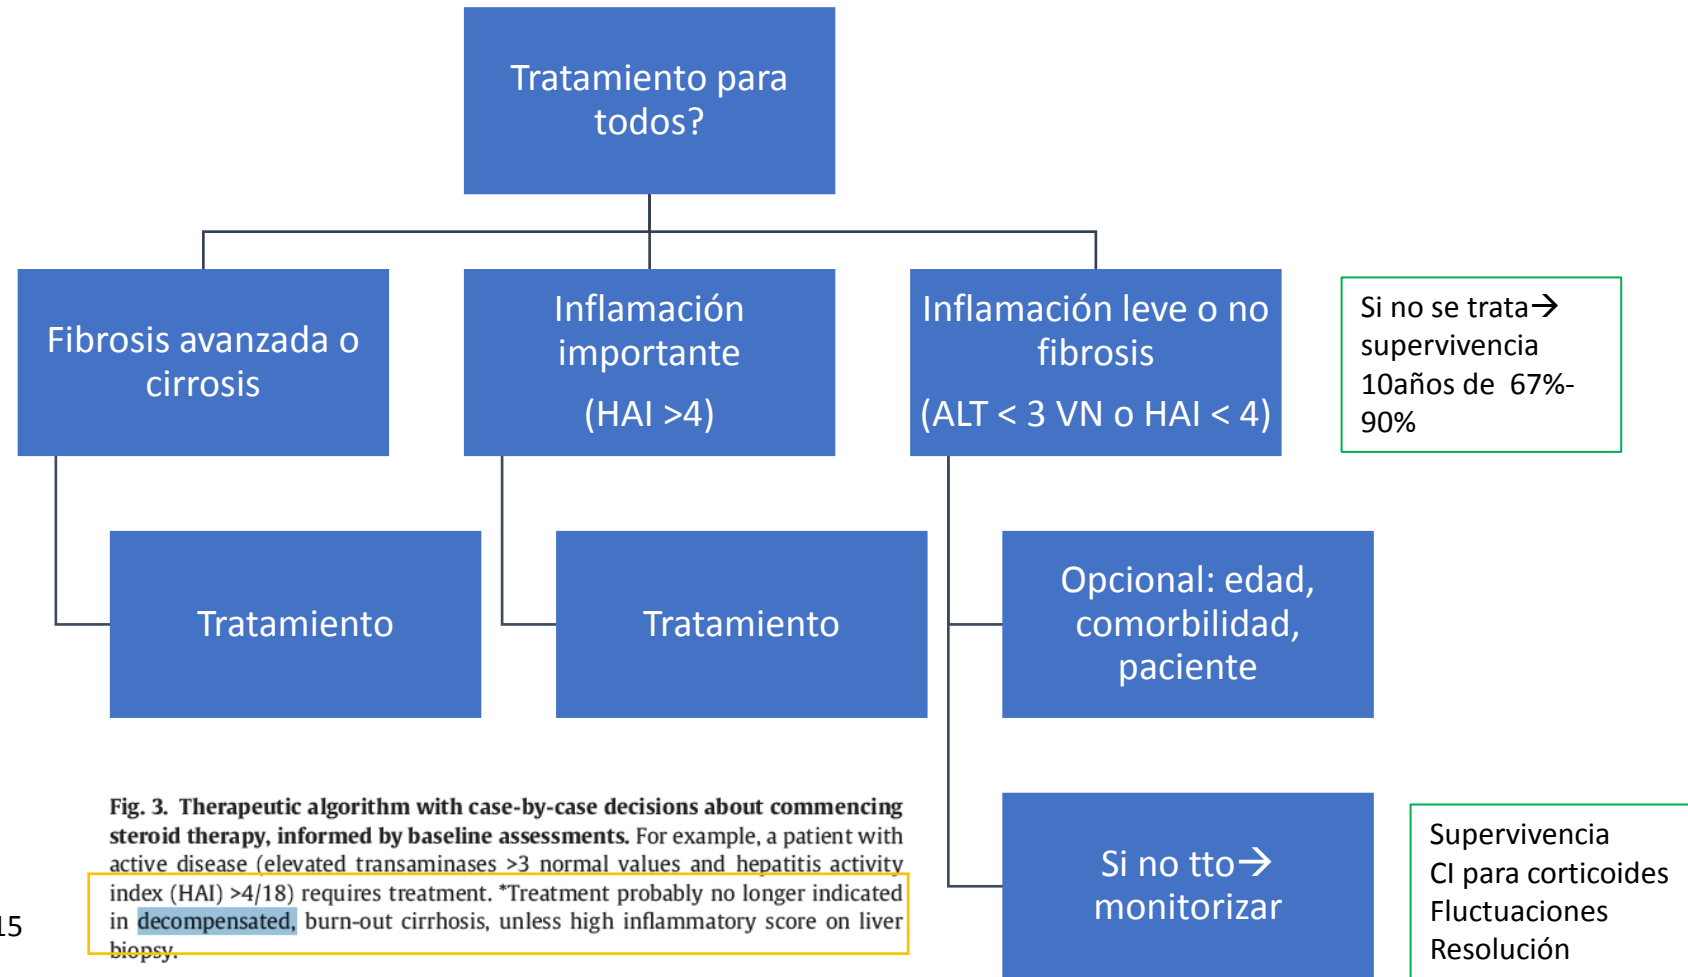 Tratamiento para
todos?
Fibrosis avanzada o
cirrosis
Inflamación
importante
(HAI >4)
Inflamación leve o no
fibrosis
(ALT < 3 VN o HAI < 4)
Si no se trata→
supervivencia
10años de 67%-
90%
Tratamiento
Tratamiento
Opcional: edad,
comorbilidad,
paciente
Fig. 3. Therapeutic algorithm with case-by-case decisions about commencing
steroid therapy, informed by baseline assessments. For example, a patient with
active disease (elevated transaminases >3 normal values and hepatitis activity
index (HAI) >4/18) requires treatment. *Treatment probably no longer indicated
in decompensated, burn-out cirrhosis, unless high inflammatory score on liver
biopsy.
15
Si no tto→
monitorizar
Supervivencia
CI para corticoides
Fluctuaciones
Resolución